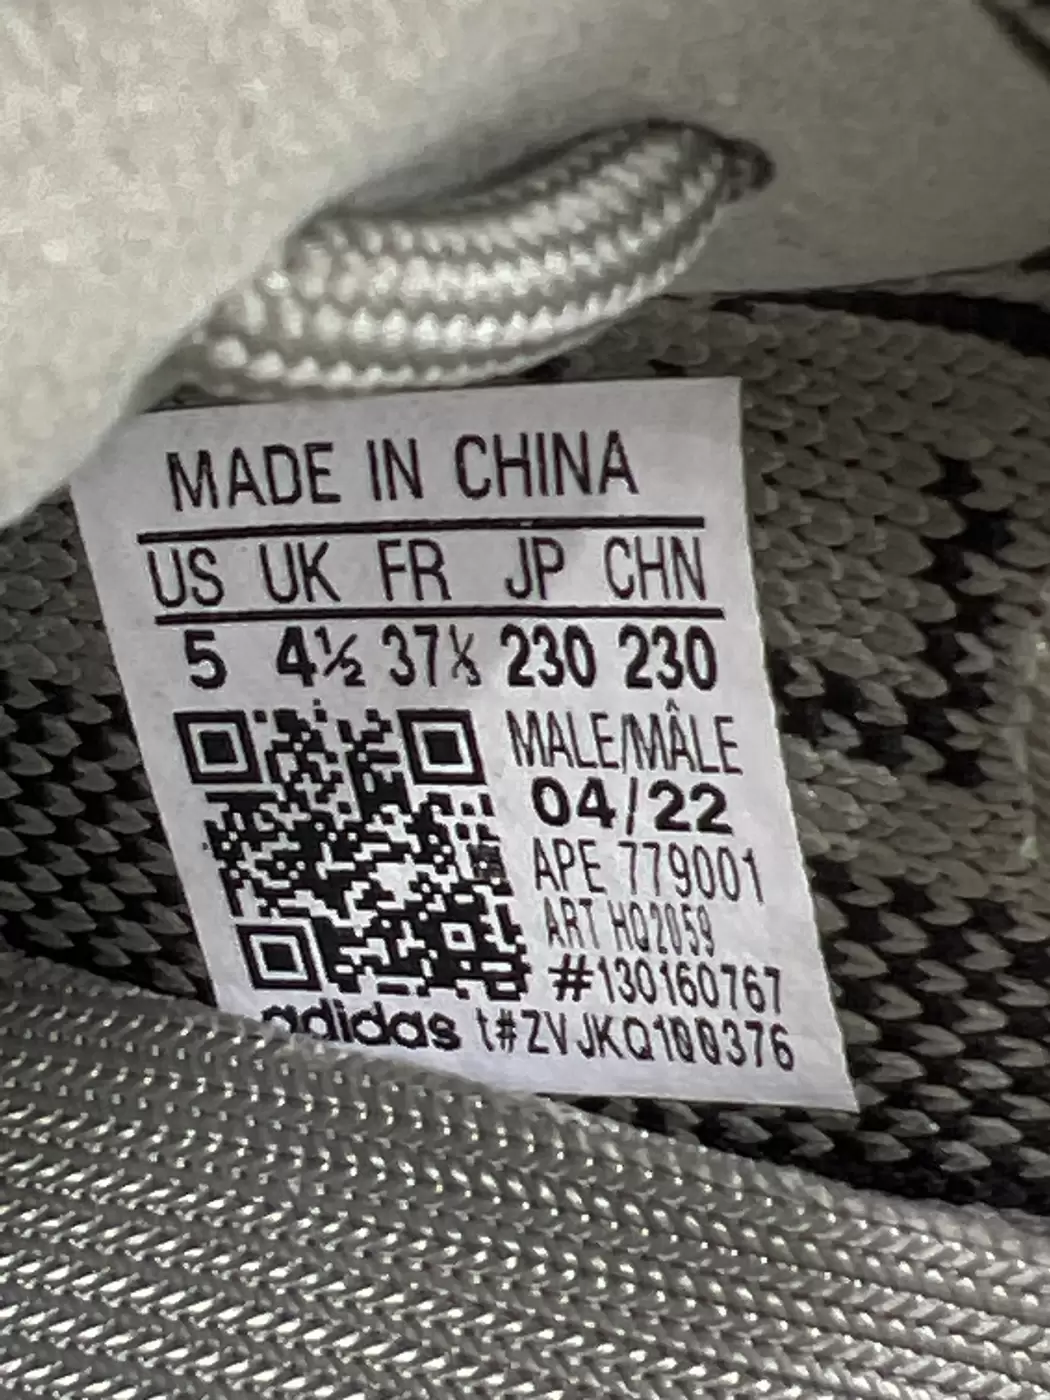 MADE IN CHINA
US UK FR JP CHN
5 4½ 37⅓ 230 230
MALE/MÂLE
04/22
APE 779001
ART HQ2059
#130160767
adidas t#ZVJKQ100376